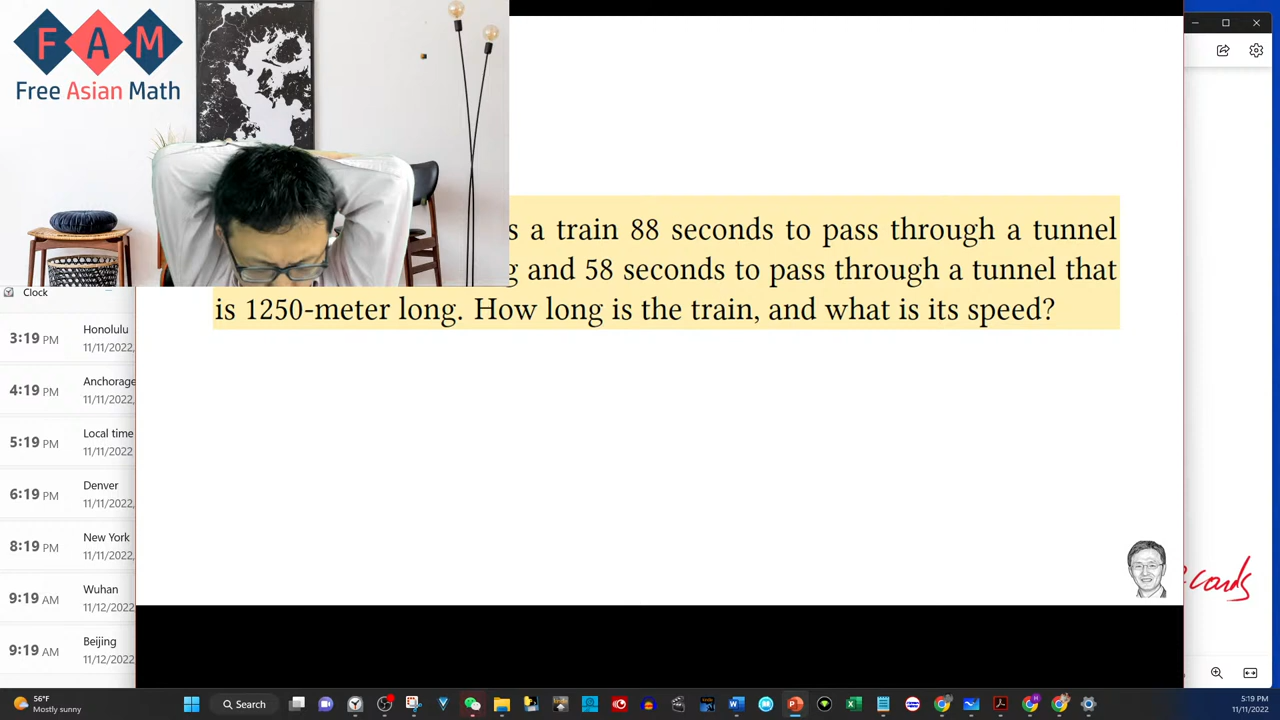 FAM
Free Asian Math
s a train 88 seconds to pass through a tunnel
g and 58 seconds to pass through a tunnel that
is 1250-meter long. How long is the train, and what is its speed?
Clock
3:19 PM Honolulu
11/11/2022,
4:19 PM Anchorage
11/11/2022,
5:19 PM Local time
11/11/2022,
6:19 PM Denver
11/11/2022,
8:19 PM New York
11/11/2022,
9:19 AM Wuhan
11/12/2022,
9:19 AM Beijing
11/12/2022,
conds
56°F
Mostly sunny
Search
5:19 PM
11/11/2022